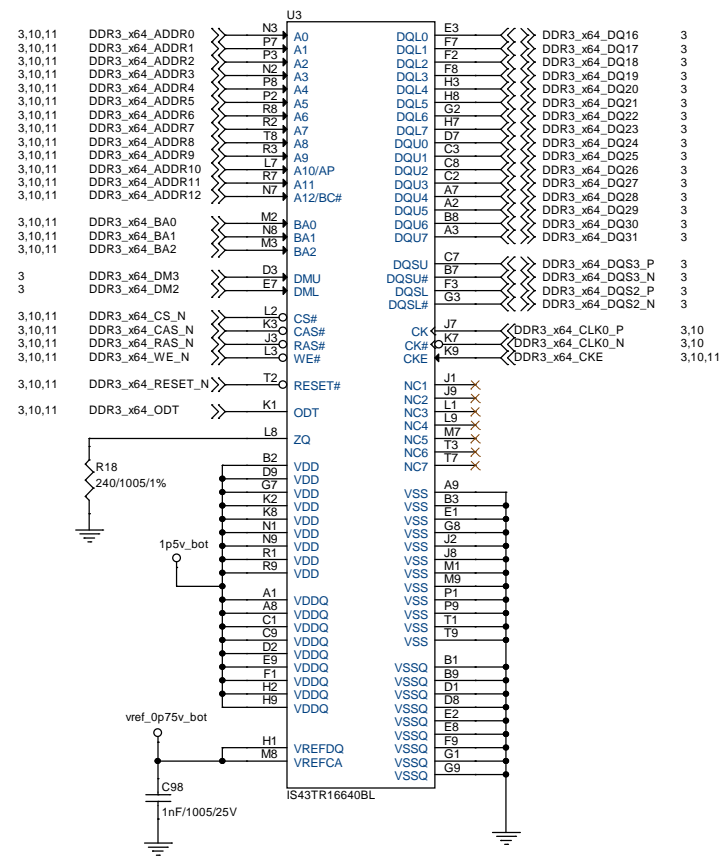 U3
3,10,11 DDR3_x64_ADDR0 N3 A0 DQL0 E3 DDR3_x64_DQ16 3
3,10,11 DDR3_x64_ADDR1 P7 A1 DQL1 F7 DDR3_x64_DQ17 3
3,10,11 DDR3_x64_ADDR2 P3 A2 DQL2 F2 DDR3_x64_DQ18 3
3,10,11 DDR3_x64_ADDR3 N2 A3 DQL3 F8 DDR3_x64_DQ19 3
3,10,11 DDR3_x64_ADDR4 P8 A4 DQL4 H3 DDR3_x64_DQ20 3
3,10,11 DDR3_x64_ADDR5 P2 A5 DQL5 H8 DDR3_x64_DQ21 3
3,10,11 DDR3_x64_ADDR6 R8 A6 DQL6 G2 DDR3_x64_DQ22 3
3,10,11 DDR3_x64_ADDR7 R2 A7 DQL7 H7 DDR3_x64_DQ23 3
3,10,11 DDR3_x64_ADDR8 T8 A8 DQU0 D7 DDR3_x64_DQ24 3
3,10,11 DDR3_x64_ADDR9 R3 A9 DQU1 C3 DDR3_x64_DQ25 3
3,10,11 DDR3_x64_ADDR10 L7 A10/AP DQU2 C8 DDR3_x64_DQ26 3
3,10,11 DDR3_x64_ADDR11 R7 A11 DQU3 C2 DDR3_x64_DQ27 3
3,10,11 DDR3_x64_ADDR12 N7 A12/BC# DQU4 A7 DDR3_x64_DQ28 3
DQU5 A2 DDR3_x64_DQ29 3
3,10,11 DDR3_x64_BA0 M2 BA0 DQU6 B8 DDR3_x64_DQ30 3
3,10,11 DDR3_x64_BA1 N8 BA1 DQU7 A3 DDR3_x64_DQ31 3
3,10,11 DDR3_x64_BA2 M3 BA2
DQSU C7 DDR3_x64_DQS3_P 3
3 DDR3_x64_DM3 D3 DMU DQSU# B7 DDR3_x64_DQS3_N 3
3 DDR3_x64_DM2 E7 DML DQSL F3 DDR3_x64_DQS2_P 3
DQSL# G3 DDR3_x64_DQS2_N 3
3,10,11 DDR3_x64_CS_N L2 CS#
3,10,11 DDR3_x64_CAS_N K3 CAS# CK J7 DDR3_x64_CLK0_P 3,10
3,10,11 DDR3_x64_RAS_N J3 RAS# CK# K7 DDR3_x64_CLK0_N 3,10
3,10,11 DDR3_x64_WE_N L3 WE# CKE K9 DDR3_x64_CKE 3,10,11
3,10,11 DDR3_x64_RESET_N T2 RESET# NC1 J1
NC2 J9
3,10,11 DDR3_x64_ODT K1 ODT NC3 L1
NC4 L9
L8 ZQ NC5 M7
NC6 T3
B2 VDD NC7 T7
R18 D9 VDD
240/1005/1% G7 VDD VSS A9
K2 VDD VSS B3
K8 VDD VSS E1
N1 VDD VSS G8
1p5v_bot N9 VDD VSS J2
R1 VDD VSS J8
R9 VDD VSS M1
VSS M9
A1 VDDQ VSS P1
A8 VDDQ VSS P9
C1 VDDQ VSS T1
C9 VDDQ VSS T9
D2 VDDQ
E9 VDDQ VSSQ B1
F1 VDDQ VSSQ B9
H2 VDDQ VSSQ D1
H9 VDDQ VSSQ D8
vref_0p75v_bot VSSQ E2
VSSQ E8
H1 VREFDQ VSSQ F9
M8 VREFCA VSSQ G1
VSSQ G9
C98
1nF/1005/25V IS43TR16640BL